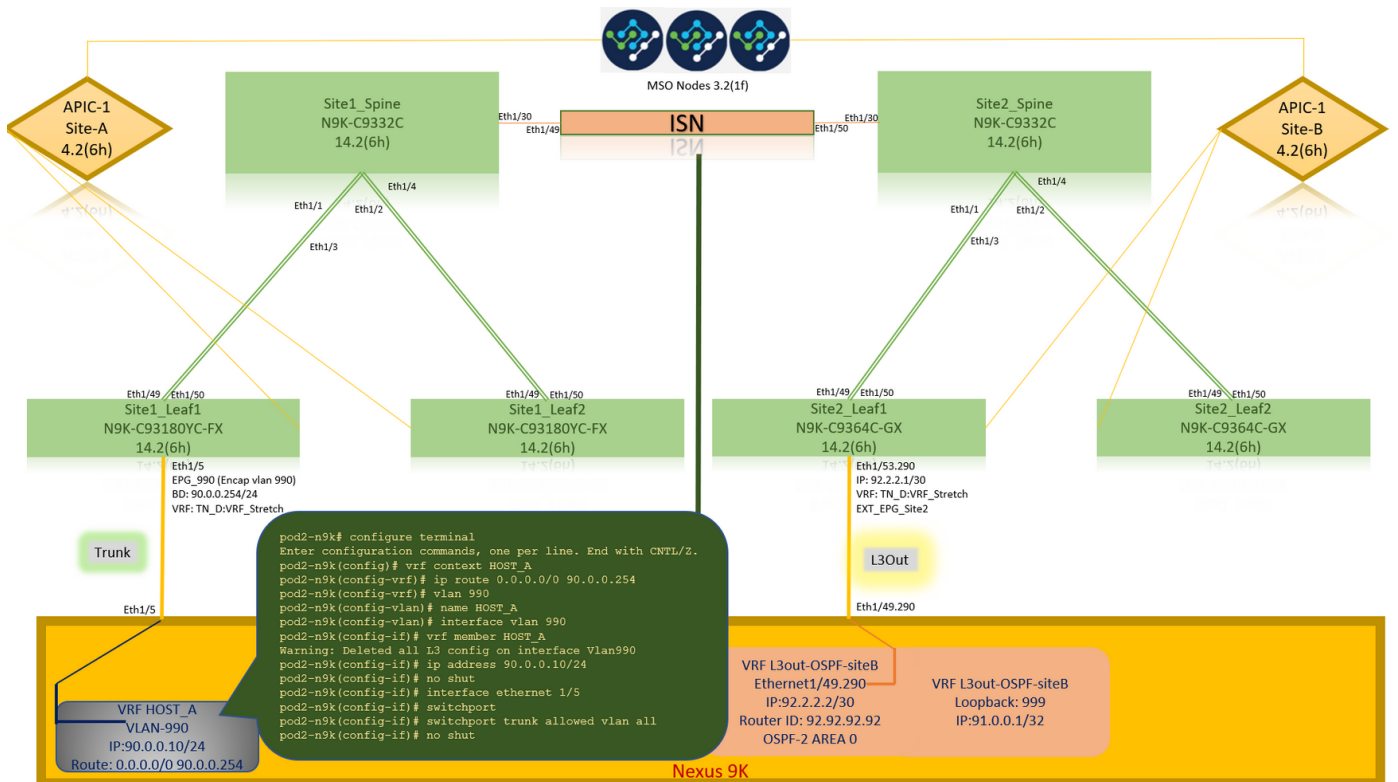 MSO Nodes 3.2(1f)
APIC-1
Site-A
4.2(6h)
Site1_Spine
N9K-C9332C
14.2(6h)
Eth1/30
Eth1/49
ISN
Eth1/30
Eth1/50
Site2_Spine
N9K-C9332C
14.2(6h)
APIC-1
Site-B
4.2(6h)
Eth1/4
Eth1/1
Eth1/2
Eth1/3
Eth1/4
Eth1/1
Eth1/2
Eth1/3
Eth1/49 Eth1/50
Site1_Leaf1
N9K-C93180YC-FX
14.2(6h)
Eth1/49 Eth1/50
Site1_Leaf2
N9K-C93180YC-FX
14.2(6h)
Eth1/49 Eth1/50
Site2_Leaf1
N9K-C9364C-GX
14.2(6h)
Eth1/49 Eth1/50
Site2_Leaf2
N9K-C9364C-GX
14.2(6h)
Eth1/5
EPG_990 (Encap vlan 990)
BD: 90.0.0.254/24
VRF: TN_D:VRF_Stretch
Eth1/53.290
IP: 92.2.2.1/30
VRF: TN_D:VRF_Stretch
EXT_EPG_Site2
Trunk
L3Out
Eth1/5
Eth1/49.290
pod2-n9k# configure terminal
Enter configuration commands, one per line. End with CNTL/Z.
pod2-n9k(config)# vrf context HOST_A
pod2-n9k(config-vrf)# ip route 0.0.0.0/0 90.0.0.254
pod2-n9k(config-vrf)# vlan 990
pod2-n9k(config-vlan)# name HOST_A
pod2-n9k(config-vlan)# interface vlan 990
pod2-n9k(config-if)# vrf member HOST_A
Warning: Deleted all L3 config on interface Vlan990
pod2-n9k(config-if)# ip address 90.0.0.10/24
pod2-n9k(config-if)# no shut
pod2-n9k(config-if)# interface ethernet 1/5
pod2-n9k(config-if)# switchport
pod2-n9k(config-if)# switchport trunk allowed vlan all
pod2-n9k(config-if)# no shut
VRF HOST_A
VLAN-990
IP:90.0.0.10/24
Route: 0.0.0.0/0 90.0.0.254
VRF L3out-OSPF-siteB
Ethernet1/49.290
IP:92.2.2.2/30
Router ID: 92.92.92.92
OSPF-2 AREA 0
VRF L3out-OSPF-siteB
Loopback: 999
IP:91.0.0.1/32
Nexus 9K